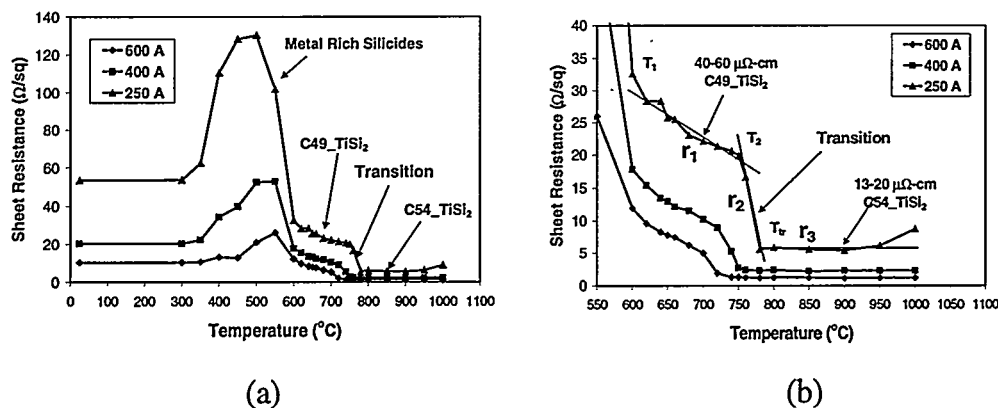 140
120
100
80
60
40
20
0
Sheet Resistance (Ω/sq)
600 A
400 A
250 A
Metal Rich Silicides
C49_TiSi₂
Transition
C54_TiSi₂
0 100 200 300 400 500 600 700 800 900 1000 1100
Temperature (°C)
(a)
40
35
30
25
20
15
10
5
0
Sheet Resistance (Ω/sq)
600 A
400 A
250 A
T₁
40-60 μΩ-cm
C49_TiSi₂
r₁
T₂
Transition
r₂
13-20 μΩ-cm
C54_TiSi₂
Tₜᵣ
r₃
550 600 650 700 750 800 850 900 950 1000 1050 1100
Temperature (°C)
(b)